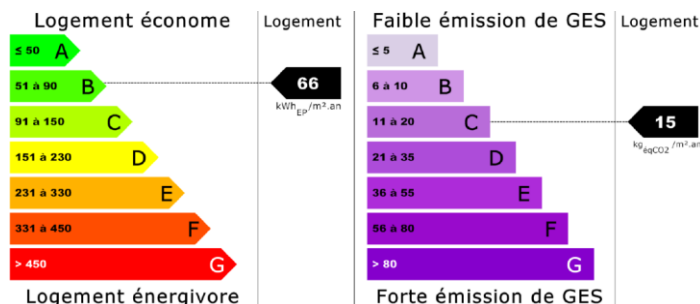 Logement économe
Logement
≤ 50 A
51 à 90 B
66
kWhEP/m².an
91 à 150 C
151 à 230 D
231 à 330 E
331 à 450 F
> 450 G
Logement énergivore
Faible émission de GES
Logement
≤ 5 A
6 à 10 B
11 à 20 C
15
kgéqCO2 /m².an
21 à 35 D
36 à 55 E
56 à 80 F
> 80 G
Forte émission de GES